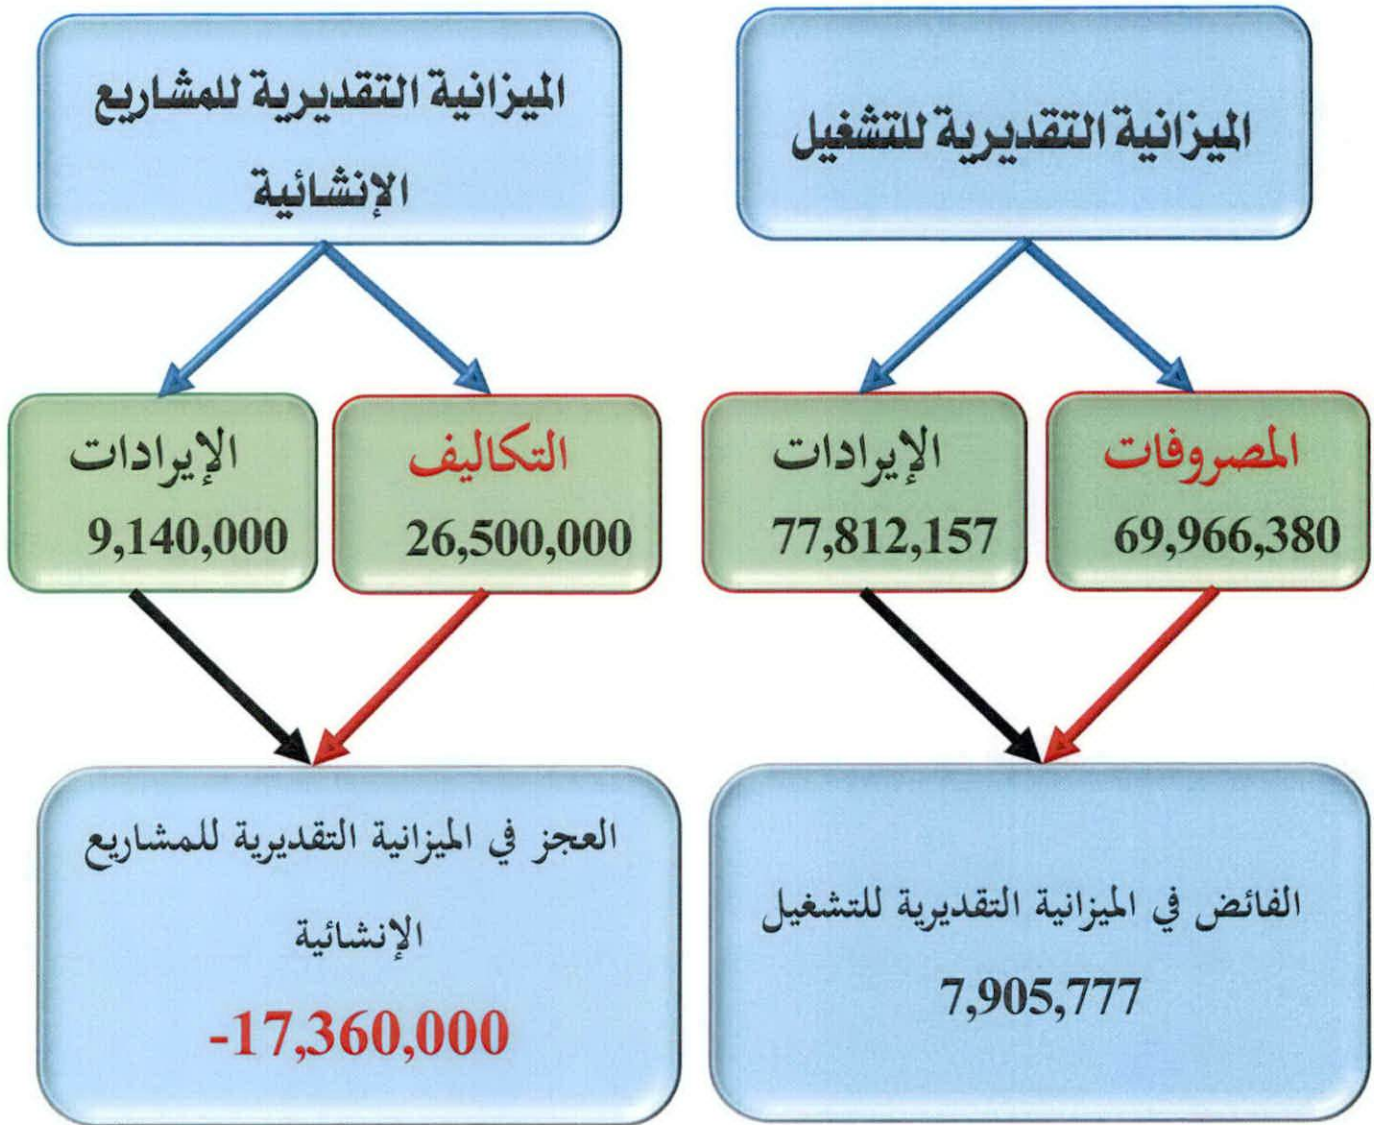 الميزانية التقديرية للتشغيل
المصروفات
69,966,380
الإيرادات
77,812,157
الفائض في الميزانية التقديرية للتشغيل
7,905,777
الميزانية التقديرية للمشاريع
الإنشائية
التكاليف
26,500,000
الإيرادات
9,140,000
العجز في الميزانية التقديرية للمشاريع
الإنشائية
-17,360,000